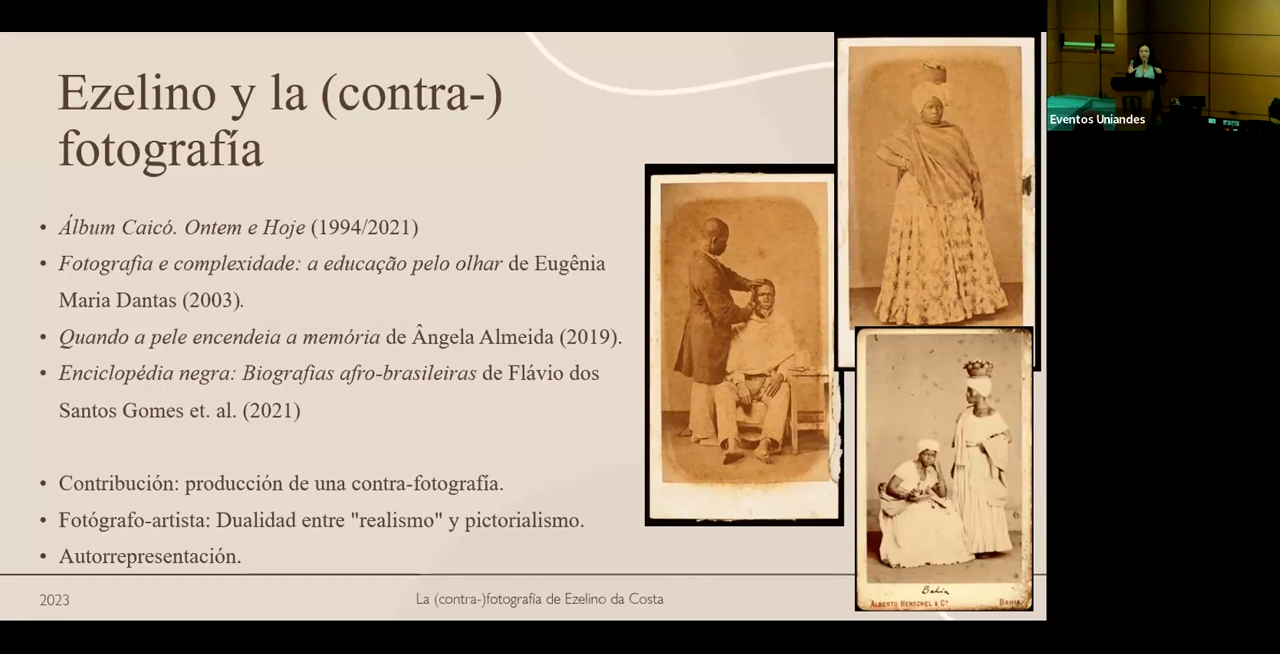 Ezelino y la (contra-)
fotografía
• Álbum Caicó. Ontem e Hoje (1994/2021)
• Fotografia e complexidade: a educação pelo olhar de Eugênia
Maria Dantas (2003).
• Quando a pele encendeia a memória de Ângela Almeida (2019).
• Enciclopédia negra: Biografias afro-brasileiras de Flávio dos
Santos Gomes et. al. (2021)
• Contribución: producción de una contra-fotografía.
• Fotógrafo-artista: Dualidad entre "realismo" y pictorialismo.
• Autorrepresentación.
2023
La (contra-)fotografía de Ezelino da Costa
Bahia
ALBERTO HENSCHEL & Cº
BAHIA
Eventos Uniandes